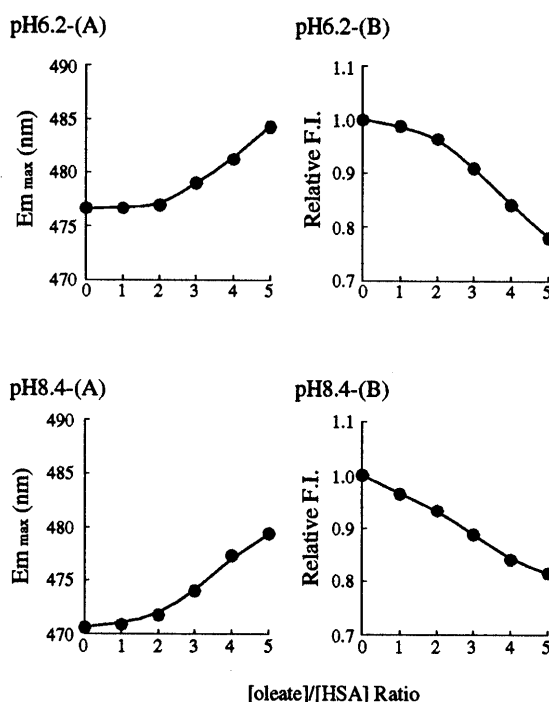 pH6.2-(A)
490
485
480
475
470
Em max (nm)
0 1 2 3 4 5
pH6.2-(B)
1.1
1.0
0.9
0.8
0.7
Relative F.I.
0 1 2 3 4 5
pH8.4-(A)
490
485
480
475
470
Em max (nm)
0 1 2 3 4 5
pH8.4-(B)
1.1
1.0
0.9
0.8
0.7
Relative F.I.
0 1 2 3 4 5
[oleate]/[HSA] Ratio